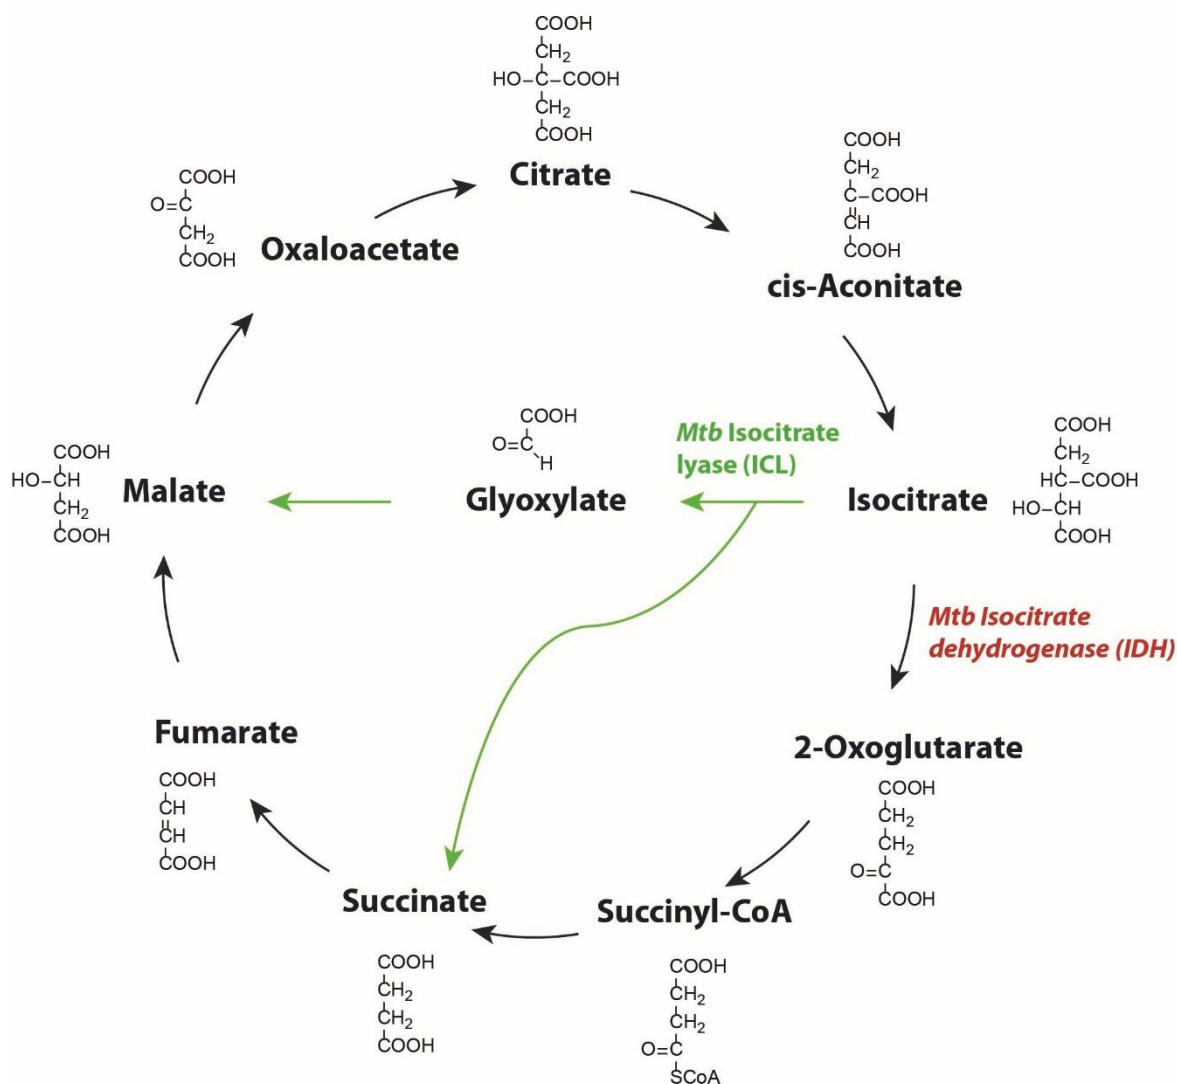 COOH
CH2
HO–C–COOH
CH2
COOH
Citrate
COOH
CH2
C–COOH
CH
COOH
cis-Aconitate
COOH
O=C
CH2
COOH
Oxaloacetate
COOH
CH2
HC–COOH
HO–CH
COOH
Isocitrate
Mtb Isocitrate
lyase (ICL)
COOH
O=C
H
Glyoxylate
COOH
HO–CH
CH2
COOH
Malate
Mtb Isocitrate
dehydrogenase (IDH)
2-Oxoglutarate
COOH
CH2
CH2
O=C
COOH
Fumarate
COOH
CH
CH
COOH
Succinate
COOH
CH2
CH2
COOH
Succinyl-CoA
COOH
CH2
CH2
O=C
SCoA